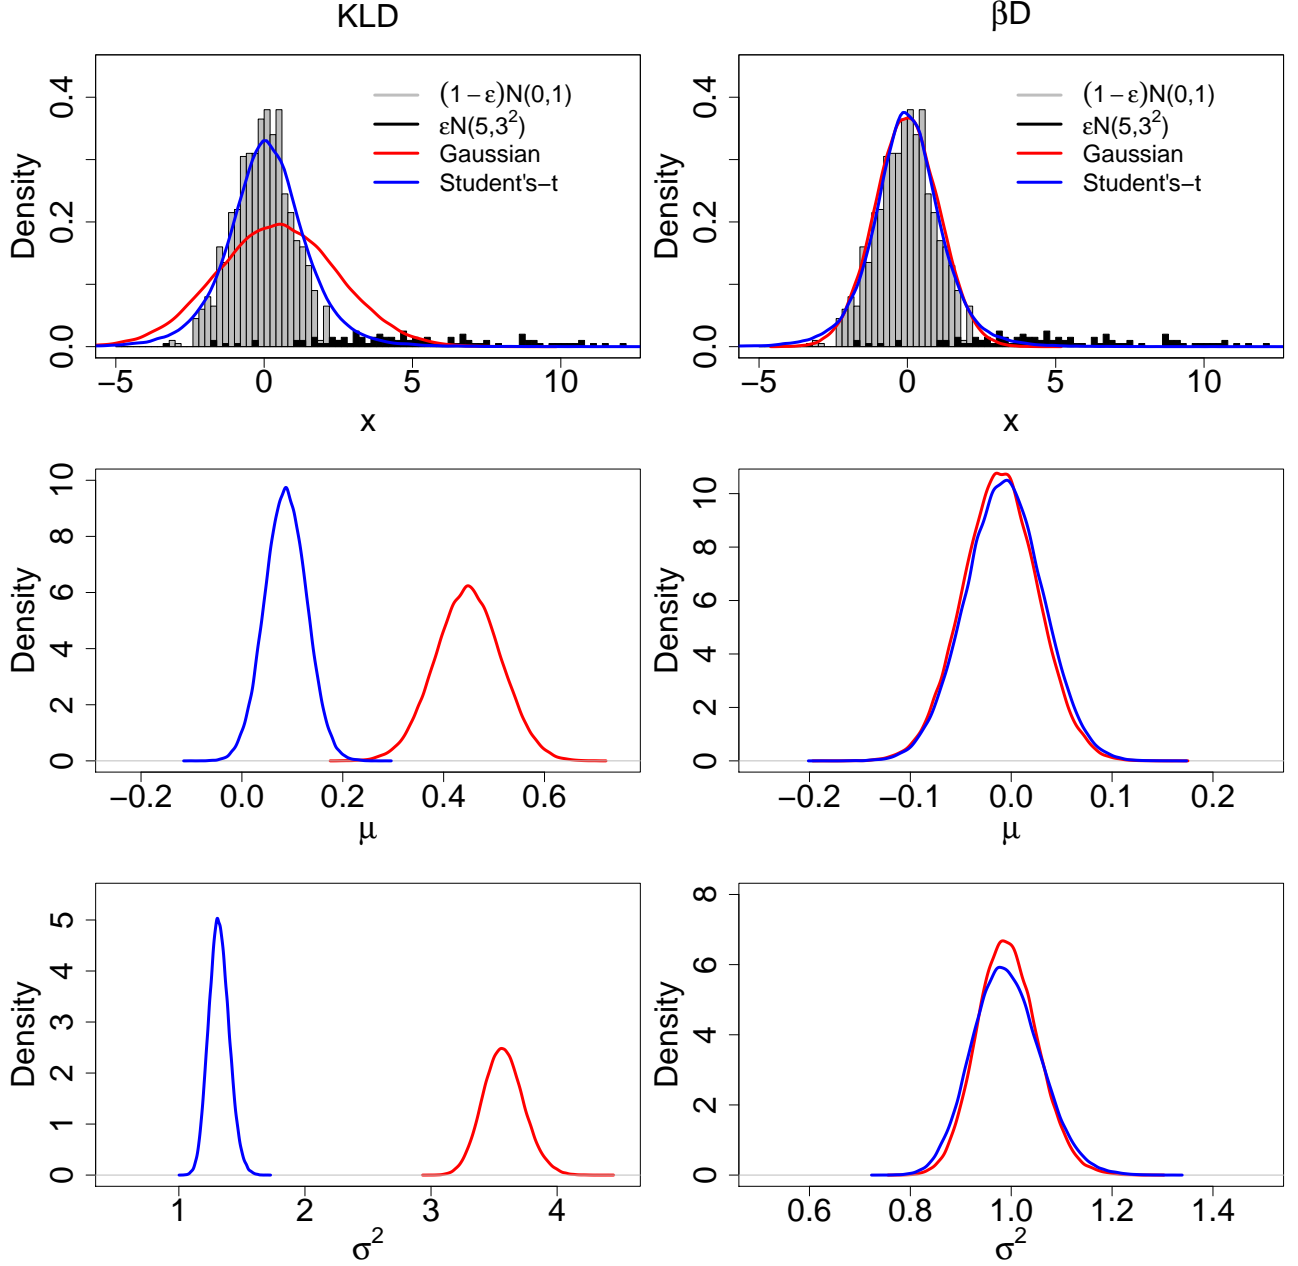 KLD
βD
Density
0.0 0.2 0.4
(1−ε)N(0,1)
εN(5,3²)
Gaussian
Student's−t
−5 0 5 10
x
Density
0.0 0.2 0.4
(1−ε)N(0,1)
εN(5,3²)
Gaussian
Student's−t
−5 0 5 10
x
Density
0 2 4 6 8 10
−0.2 0.0 0.2 0.4 0.6
μ
Density
0 2 4 6 8 10
−0.2 −0.1 0.0 0.1 0.2
μ
Density
0 1 2 3 4 5
1 2 3 4
σ²
Density
0 2 4 6 8
0.6 0.8 1.0 1.2 1.4
σ²